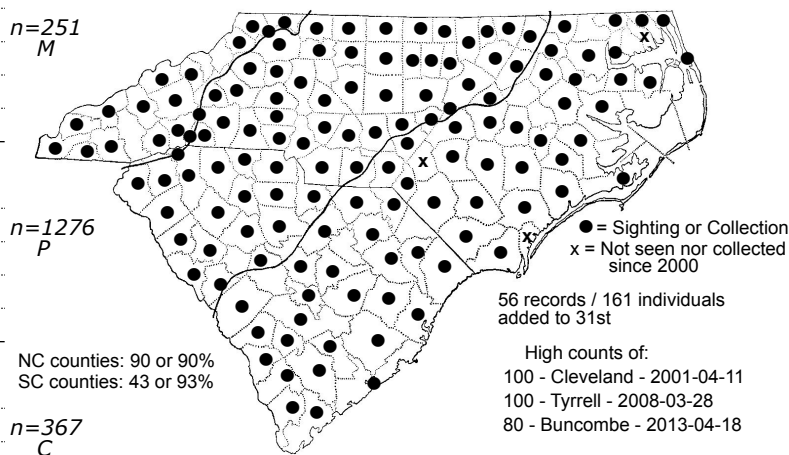 n=251
M
n=1276
P
n=367
C
x
x
x
● = Sighting or Collection
x = Not seen nor collected
since 2000
56 records / 161 individuals
added to 31st
NC counties: 90 or 90%
SC counties: 43 or 93%
High counts of:
100 - Cleveland - 2001-04-11
100 - Tyrrell - 2008-03-28
80 - Buncombe - 2013-04-18